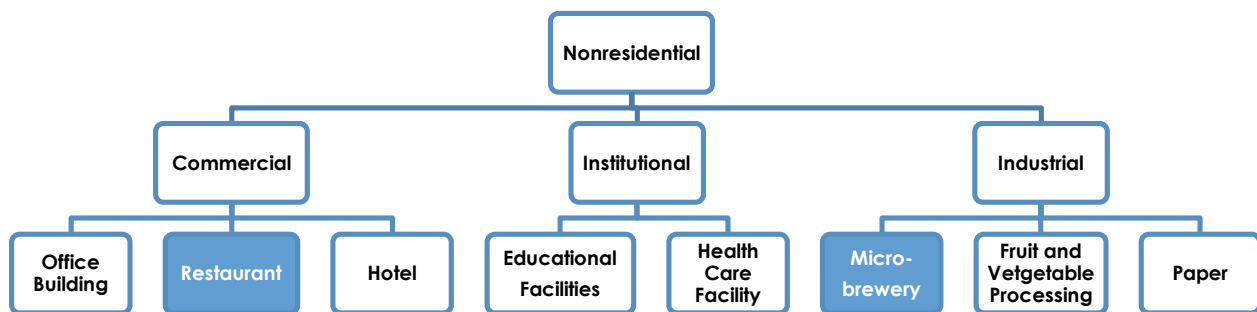 Nonresidential
Commercial
Institutional
Industrial
Office
Building
Restaurant
Hotel
Educational
Facilities
Health
Care
Facility
Micro-
brewery
Fruit and
Vetgetable
Processing
Paper